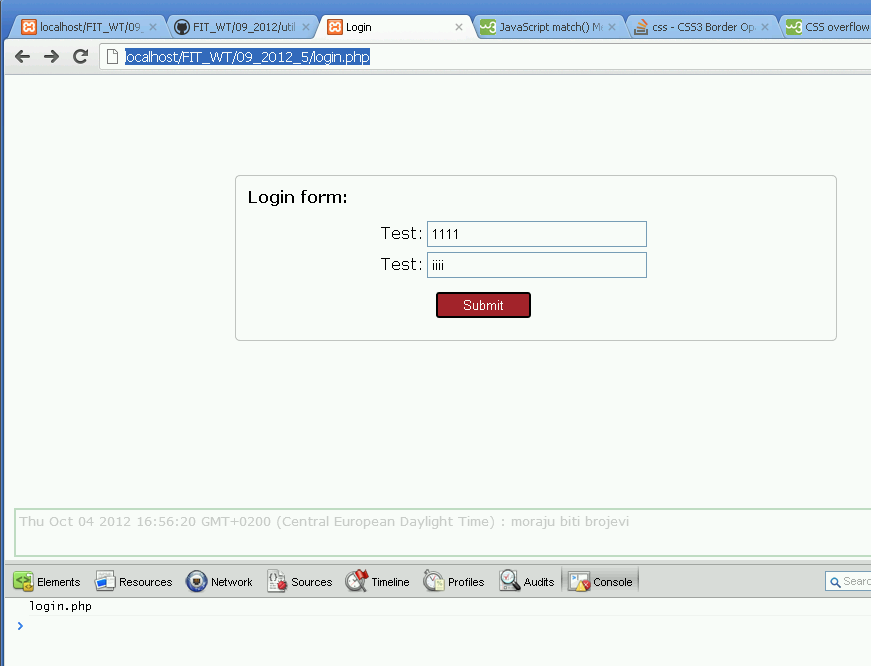 localhost/FIT_WT/09_
FIT_WT/09_2012/util
Login
JavaScript match() M
css - CSS3 Border Op
CSS overflow
localhost/FIT_WT/09_2012_5/login.php
Login form:
Test: 1111
Test: iiii
Submit
Thu Oct 04 2012 16:56:20 GMT+0200 (Central European Daylight Time) : moraju biti brojevi
Elements Resources Network Sources Timeline Profiles Audits Console Searc
login.php